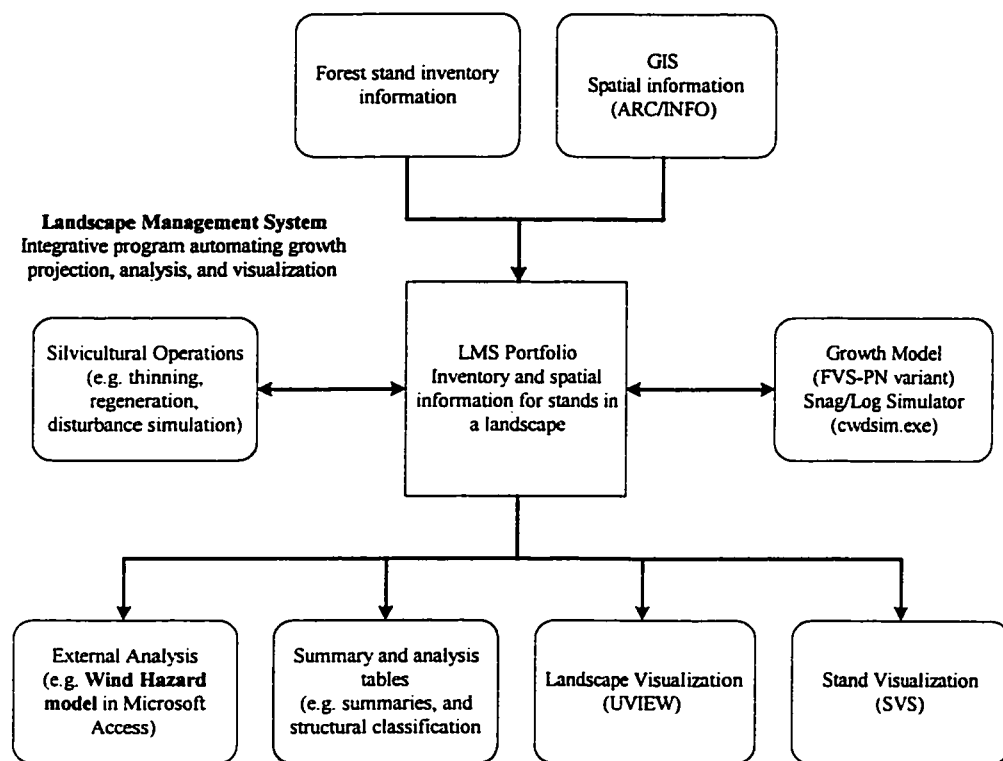 Forest stand inventory
information
GIS
Spatial information
(ARC/INFO)
Landscape Management System
Integrative program automating growth
projection, analysis, and visualization
Silvicultural Operations
(e.g. thinning,
regeneration,
disturbance simulation)
LMS Portfolio
Inventory and spatial
information for stands in
a landscape
Growth Model
(FVS-PN variant)
Snag/Log Simulator
(cwdsim.exe)
External Analysis
(e.g. Wind Hazard
model in Microsoft
Access)
Summary and analysis
tables
(e.g. summaries, and
structural classification
Landscape Visualization
(UVIEW)
Stand Visualization
(SVS)